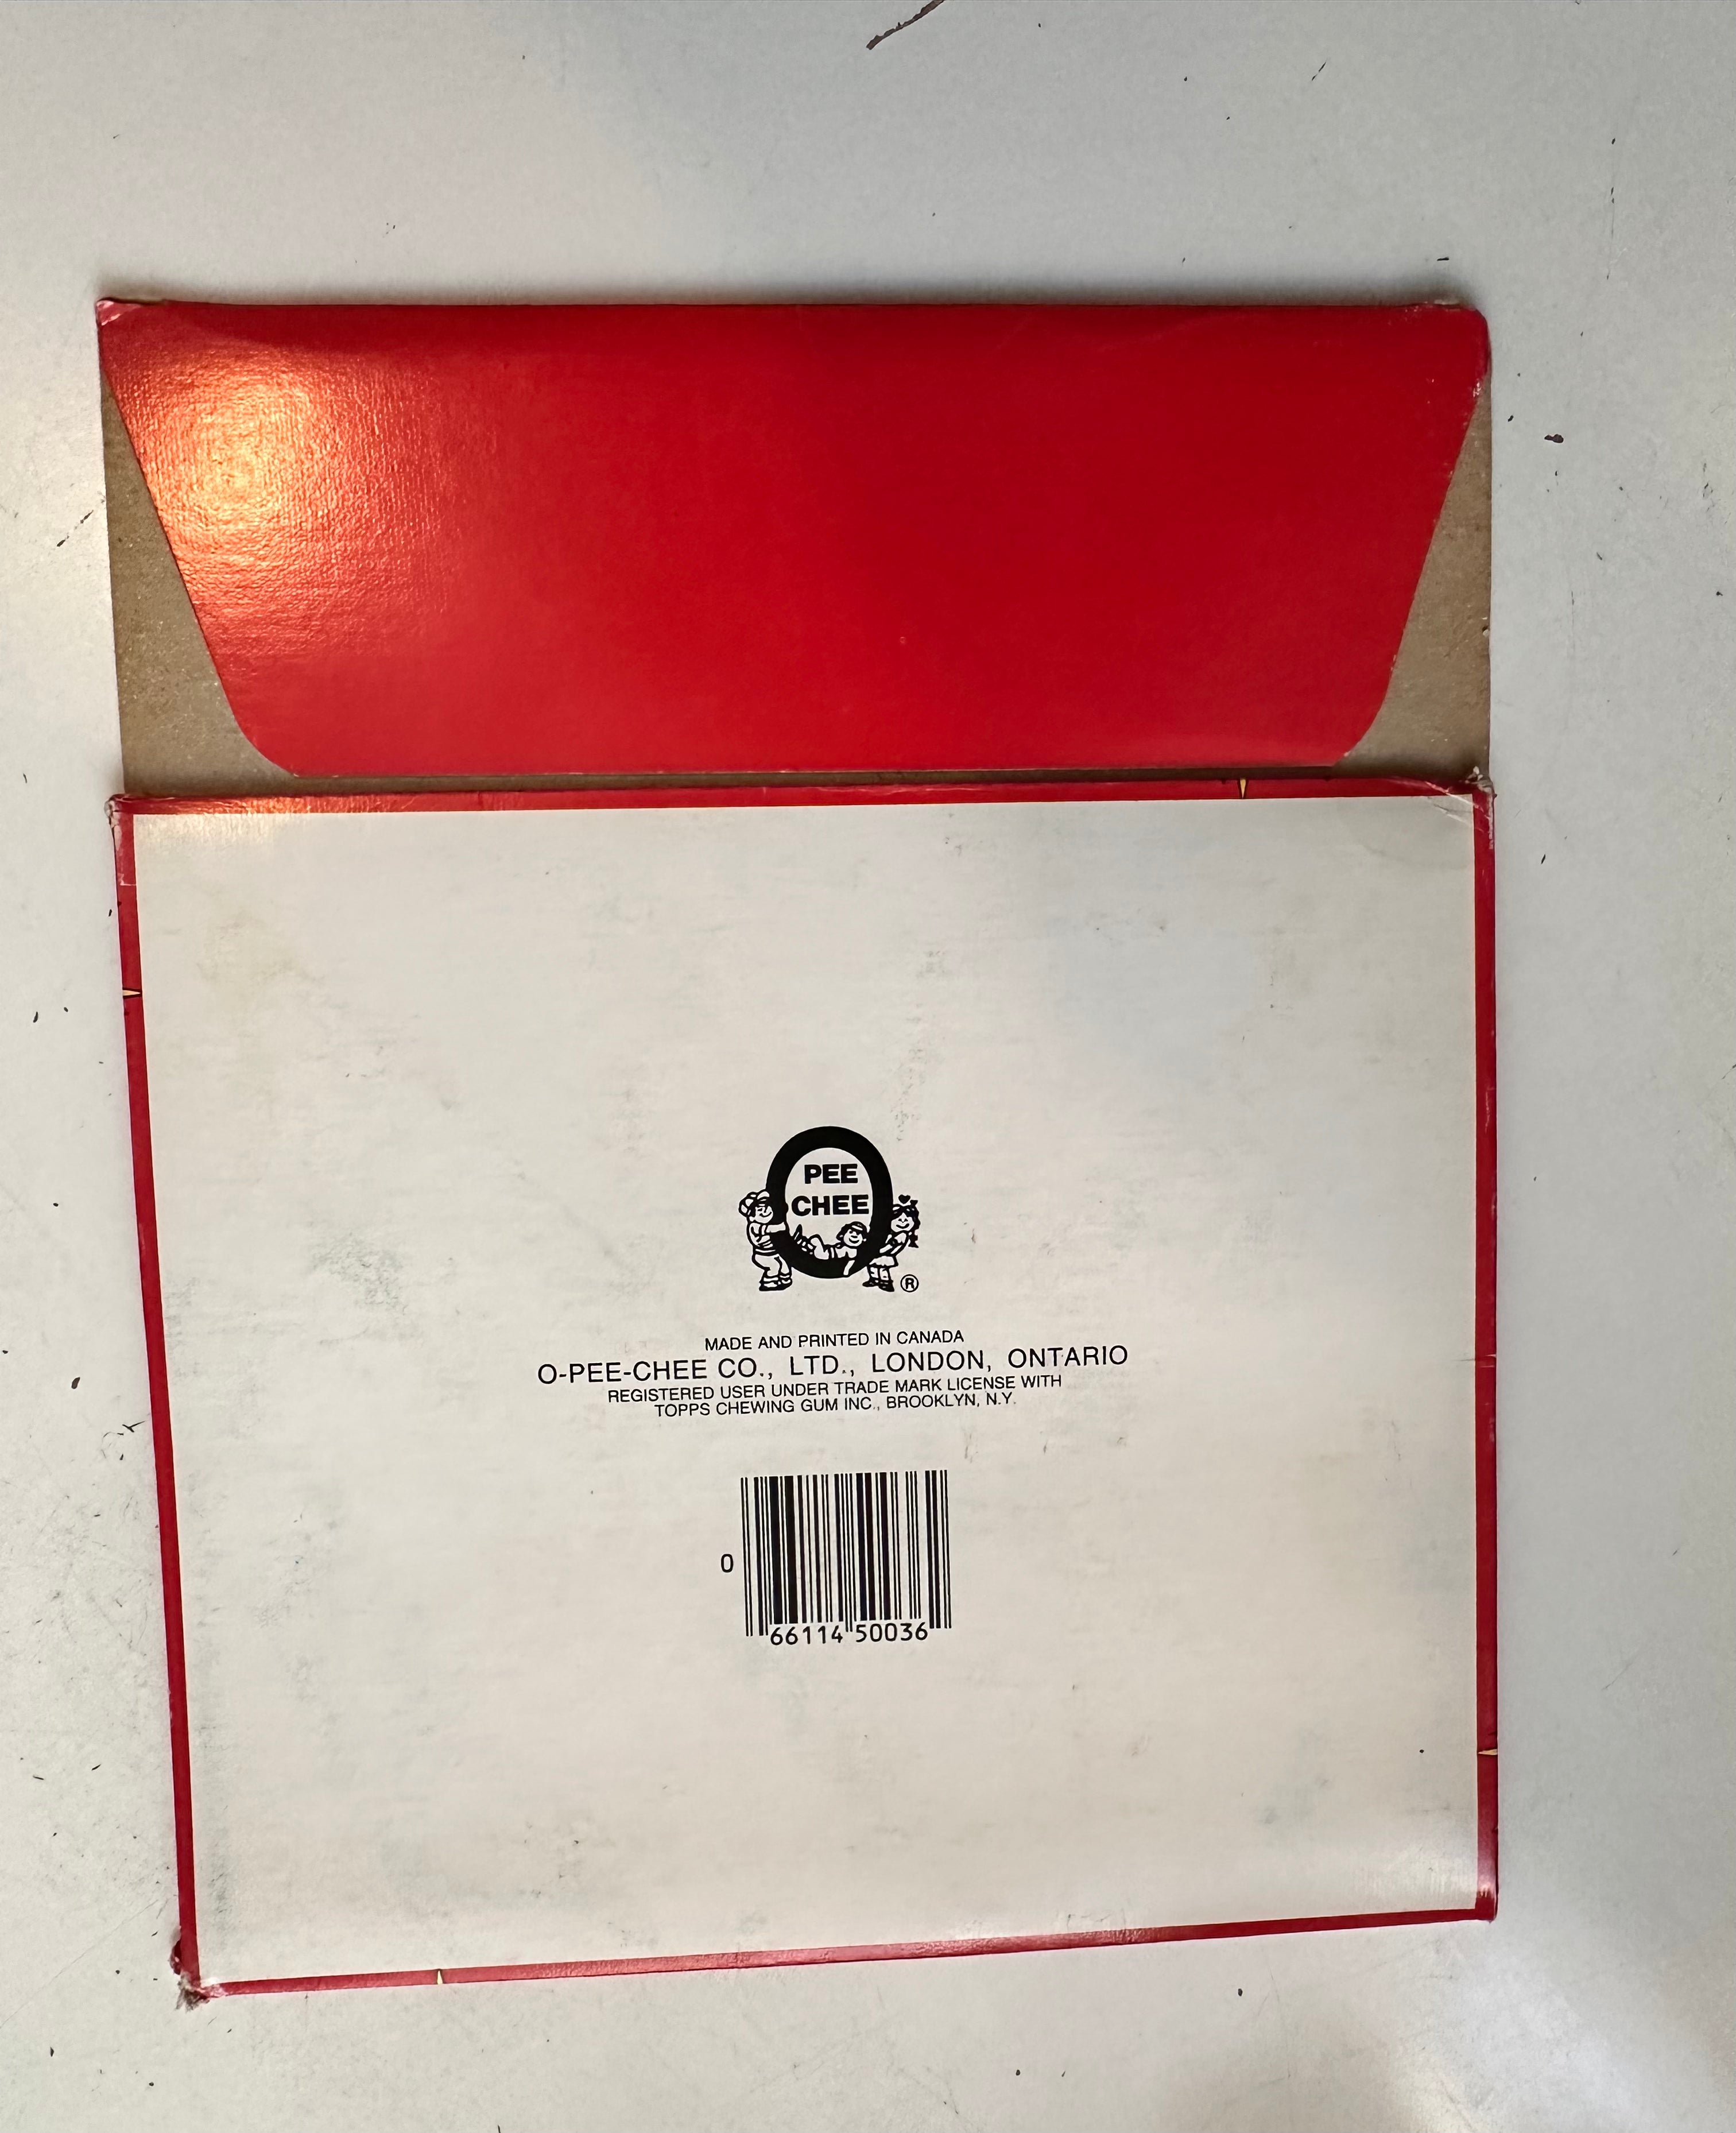 PEE
CHEE
®
MADE AND PRINTED IN CANADA
O-PEE-CHEE CO., LTD., LONDON, ONTARIO
REGISTERED USER UNDER TRADE MARK LICENSE WITH
TOPPS CHEWING GUM INC., BROOKLYN, N.Y.
0 66114 50036